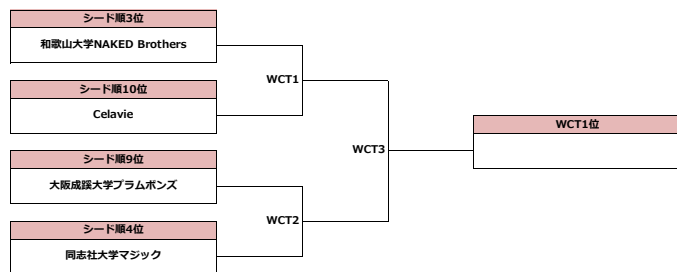 シード順3位
和歌山大学NAKED Brothers
WCT1
シード順10位
Celavie
WCT3
WCT1位
シード順9位
大阪成蹊大学プラムポンズ
WCT2
シード順4位
同志社大学マジック